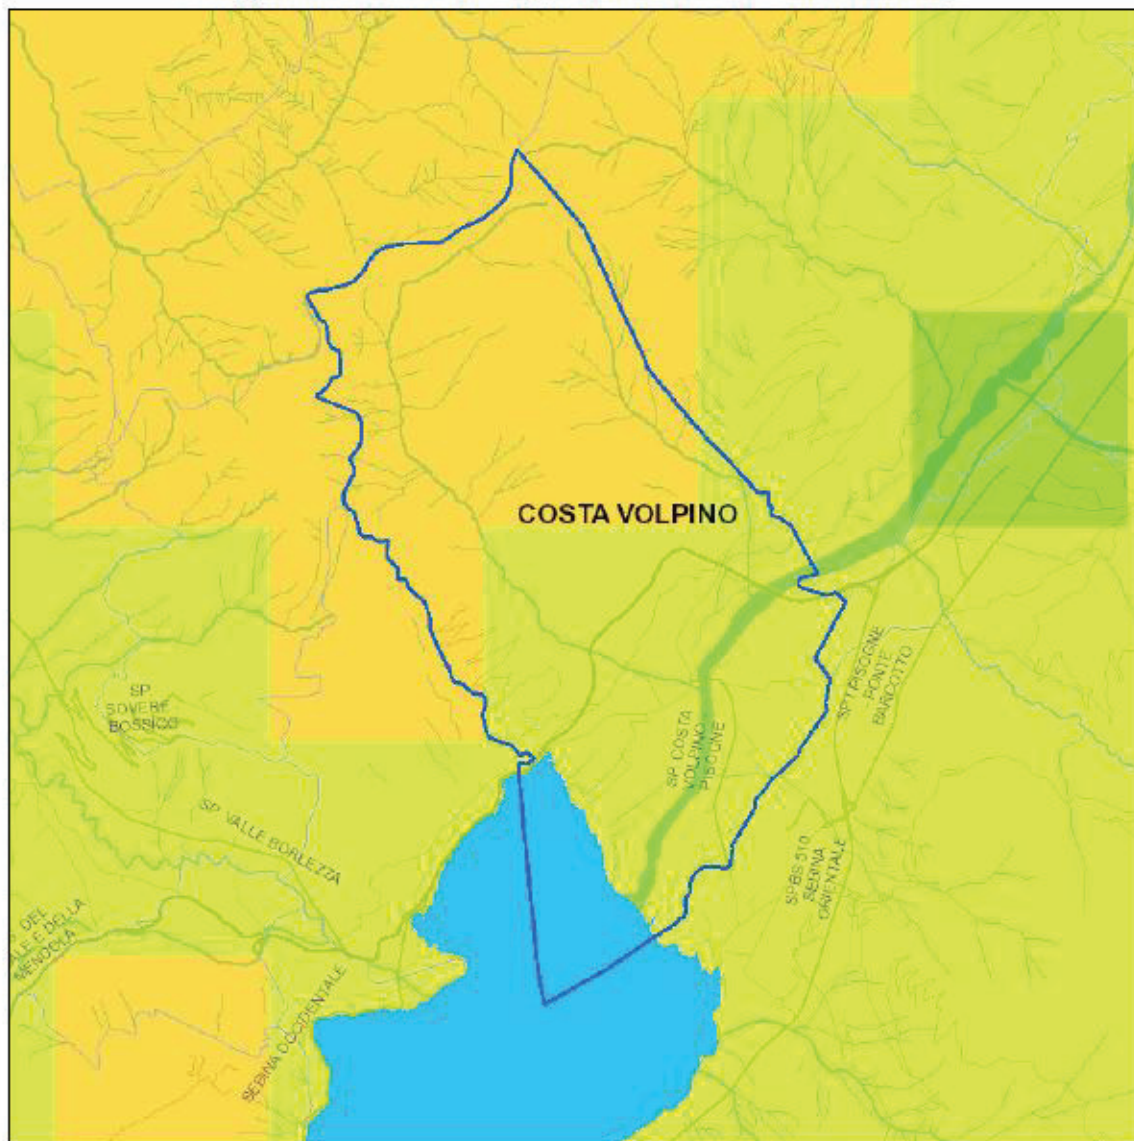 COSTA VOLPINO
SP
SOVERE
BOSSICO
SP COSTA
VOLPINO
PISOGNE
SP 1 PISOGNE
- PONTE
BARCOTTO
SP VALLE BORLEZZA
SPBS 510
SEBINA
ORIENTALE
DEL
ALE E DELLA
MENDOLA
SEBINA OCCIDENTALE